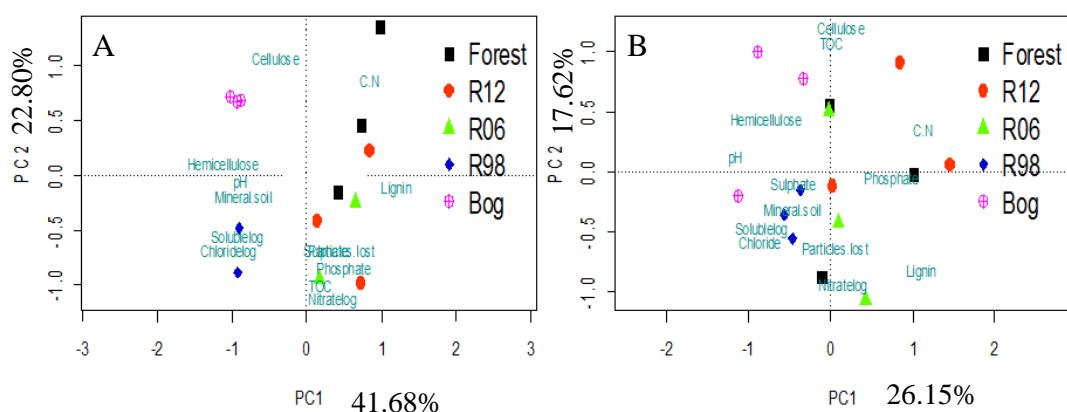 A
Cellulose
C.N
Hemicellulose
pH
Mineral.soil
Lignin
Solublelog
Chloridelog
Particles.lost
Phosphate
TOC
Nitratelog
Forest
R12
R06
R98
Bog
PC2 22.80%
1.0
0.5
0.0
-0.5
-1.0
-3 -2 -1 0 1 2 3
PC1 41.68%
B
Cellulose
TOC
Hemicellulose
C.N
pH
Sulphate
Phosphate
Mineral.soil
Solublelog
Chloride
Particles.lost
Lignin
Nitratelog
Forest
R12
R06
R98
Bog
PC2 17.62%
1.0
0.5
0.0
-0.5
-1.0
-2 -1 0 1 2
PC1 26.15%